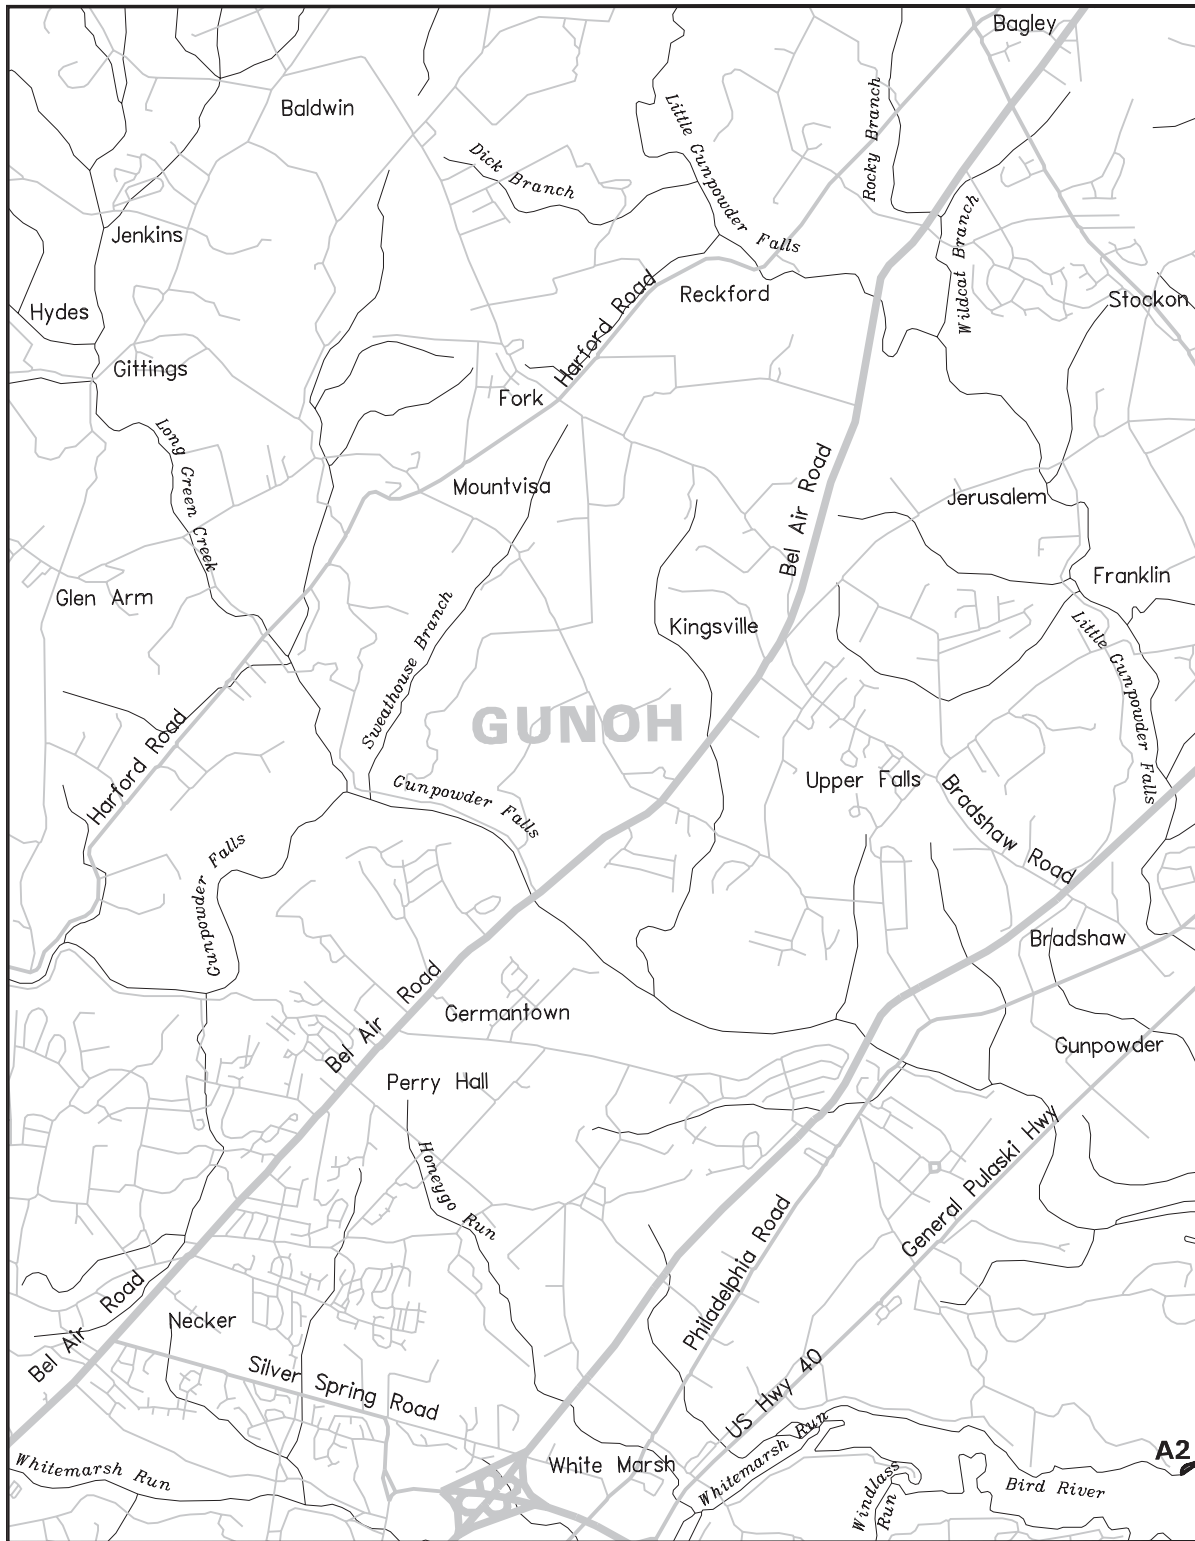 Bagley
Baldwin
Rocky Branch
Little Gunpowder Falls
Dick Branch
Jenkins
Wildcat Branch
Hydes
Reckford
Stockon
Harford Road
Gittings
Fork
Long Green Creek
Mountvisa
Bel Air Road
Jerusalem
Glen Arm
Franklin
Sweathouse Branch
Kingsville
Little Gunpowder Falls
GUNOH
Harford Road
Gunpowder Falls
Upper Falls
Bradshaw Road
Gunpowder Falls
Bradshaw
Bel Air Road
Germantown
Gunpowder
Perry Hall
Honeygo Run
General Pulaski Hwy
Philadelphia Road
Bel Air Road
Necker
Silver Spring Road
US Hwy 40
White Marsh
Whitemarsh Run
Whitemarsh Run
Windlass Run
Bird River
A2